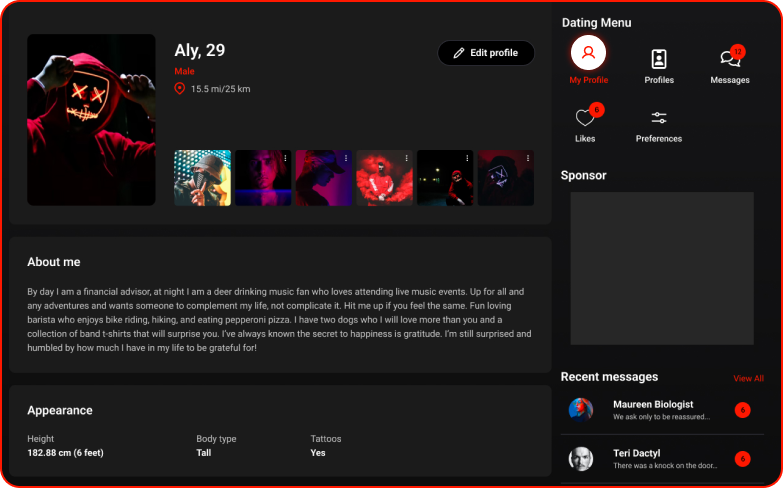 Aly, 29
Male
15.5 mi/25 km
Edit profile
About me
By day I am a financial advisor, at night I am a deer drinking music fan who loves attending live music events. Up for all and
any adventures and wants someone to complement my life, not complicate it. Hit me up if you feel the same. Fun loving
barista who enjoys bike riding, hiking, and eating pepperoni pizza. I have two dogs who I will love more than you and a
collection of band t-shirts that will surprise you. I've always known the secret to happiness is gratitude. I'm still surprised and
humbled by how much I have in my life to be grateful for!
Appearance
Height
182.88 cm (6 feet)
Body type
Tall
Tattoos
Yes
Dating Menu
My Profile
Profiles
12
Messages
6
Likes
Preferences
Sponsor
Recent messages
View All
Maureen Biologist
We ask only to be reassured...
6
Teri Dactyl
There was a knock on the door...
6